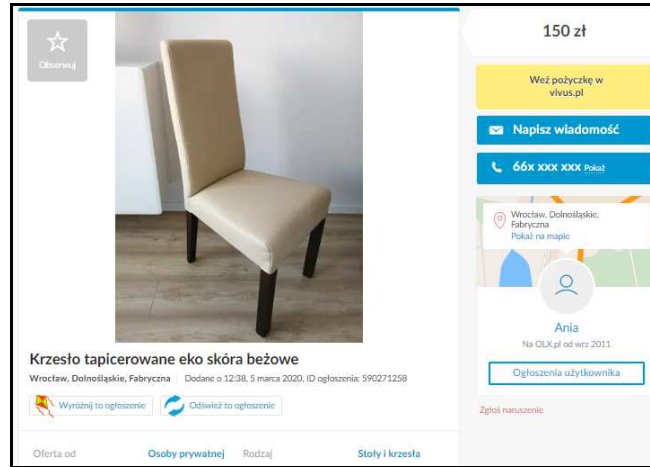 Obserwuj
Krzesło tapicerowane eko skóra beżowe
Wrocław, Dolnośląskie, Fabryczna Dodane o 12:38, 5 marca 2020, ID ogłoszenia: 590271258
Wyróżnij to ogłoszenie Odśwież to ogłoszenie
Oferta od Osoby prywatnej Rodzaj Stoły i krzesła
150 zł
Weź pożyczkę w
vivus.pl
Napisz wiadomość
66x xxx xxx Pokaż
Wrocław, Dolnośląskie,
Fabryczna
Pokaż na mapie
Ania
Na OLX.pl od wrz 2011
Ogłoszenia użytkownika
Zgłoś naruszenie